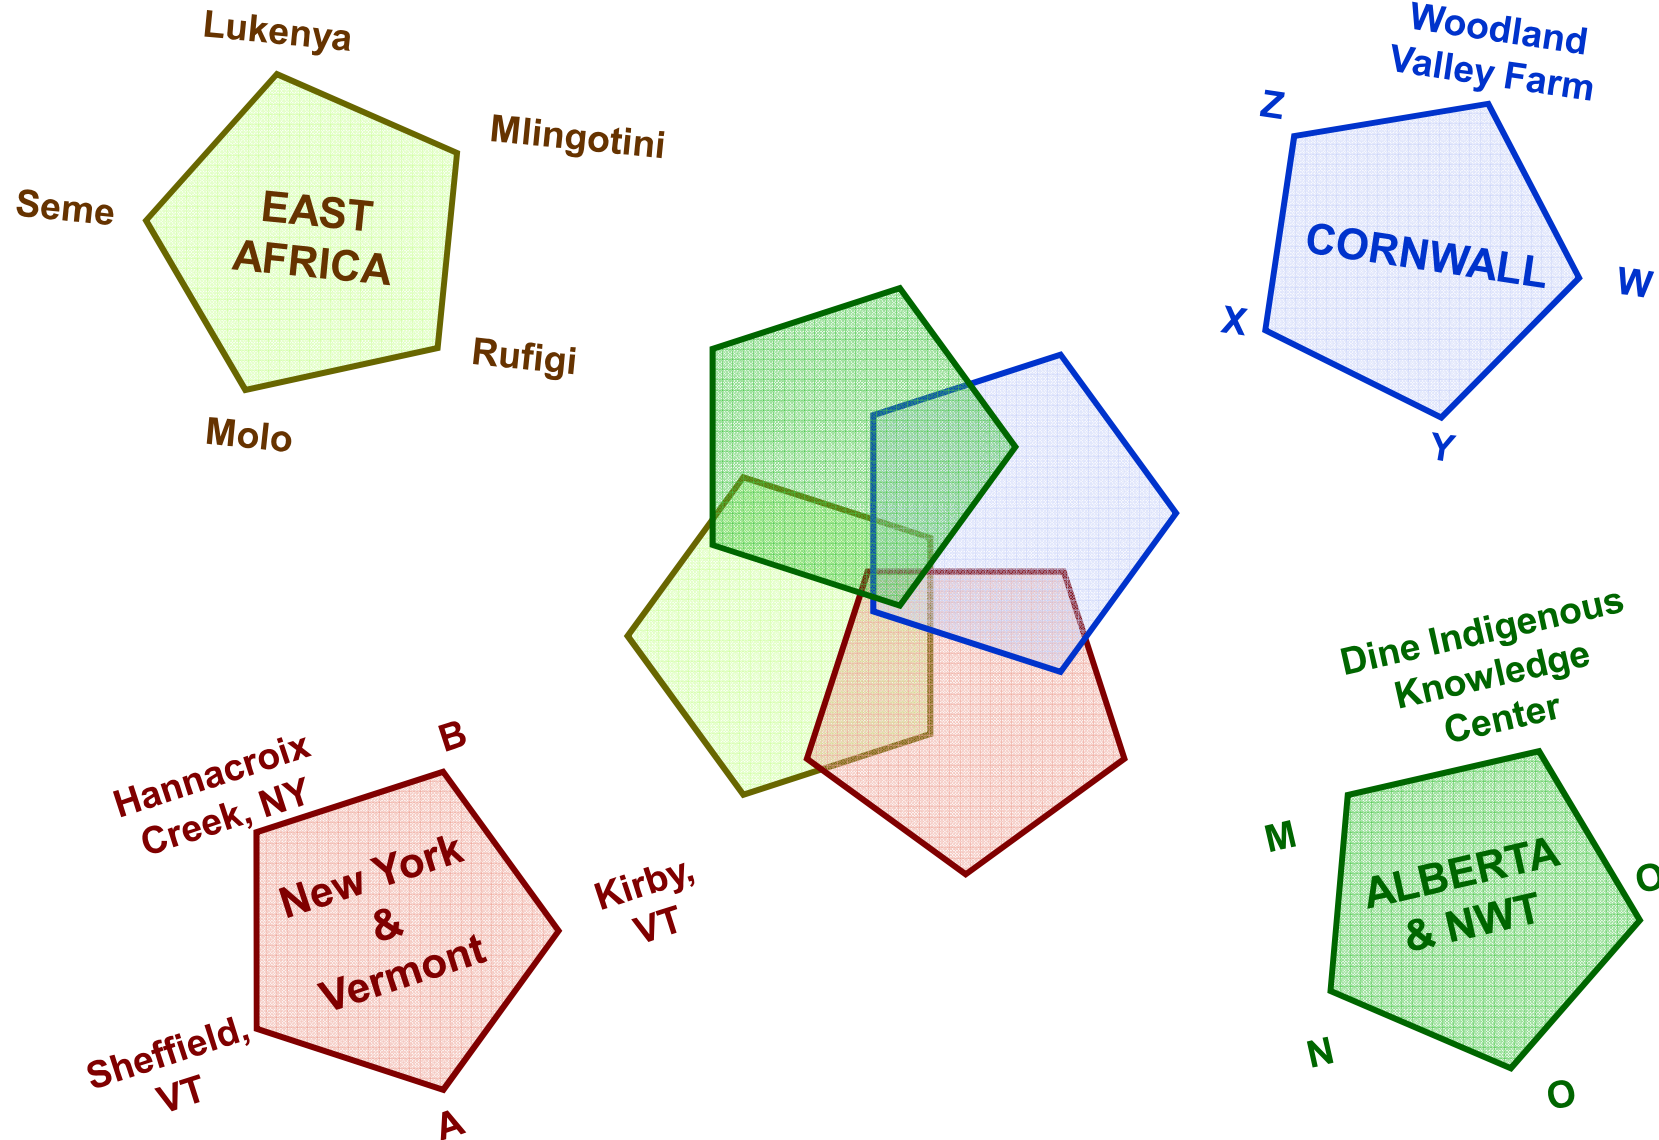 Lukenya
Mlingotini
Seme
EAST
AFRICA
Rufigi
Molo
Woodland
Valley Farm
Z
CORNWALL
W
X
Y
Hannacroix
Creek, NY
B
New York
&
Vermont
Kirby,
VT
Sheffield,
VT
A
Dine Indigenous
Knowledge
Center
M
ALBERTA
& NWT
O
N
O